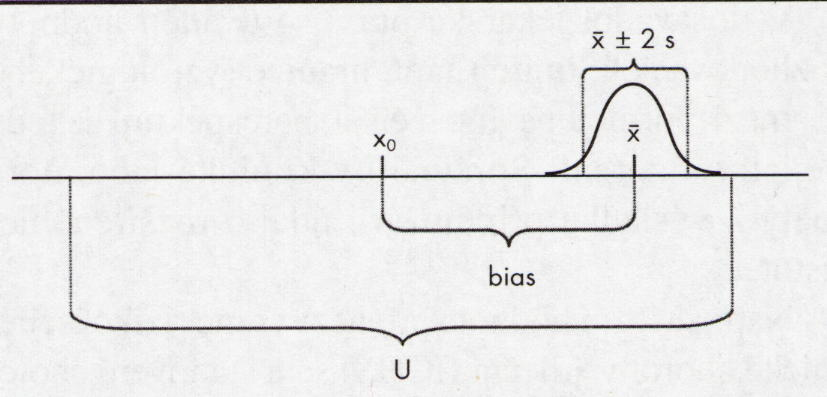 x̄ ± 2 s
x₀
x̄
bias
U